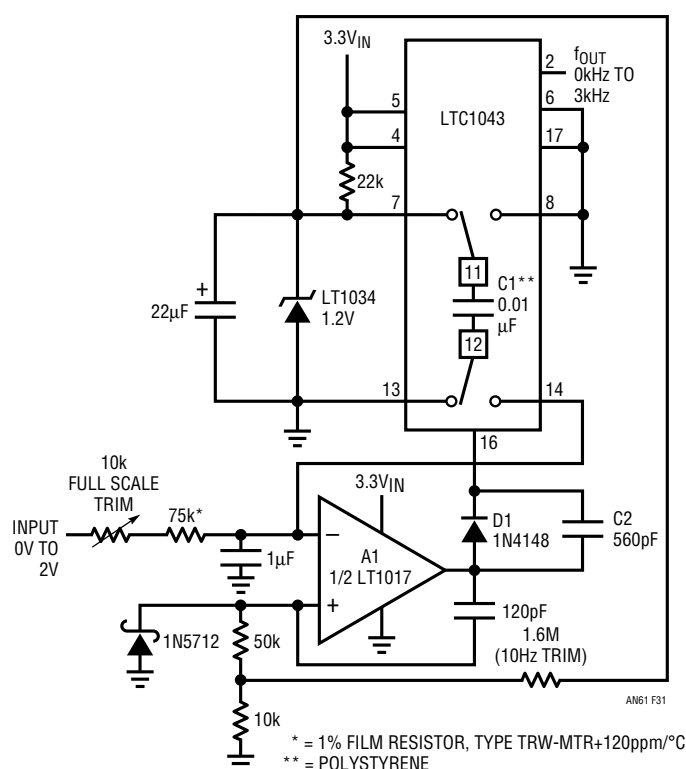 3.3VIN
2
fOUT
0kHz TO
3kHz
5
6
LTC1043
4
17
22k
7
8
11
C1**
0.01
µF
22µF
+
LT1034
1.2V
12
13
14
16
10k
FULL SCALE
TRIM
3.3VIN
75k*
INPUT
0V TO
2V
–
D1
1N4148
C2
560pF
1µF
A1
1/2 LT1017
+
120pF
1N5712
50k
1.6M
(10Hz TRIM)
10k
AN61 F31
* = 1% FILM RESISTOR, TYPE TRW-MTR+120ppm/°C
** = POLYSTYRENE